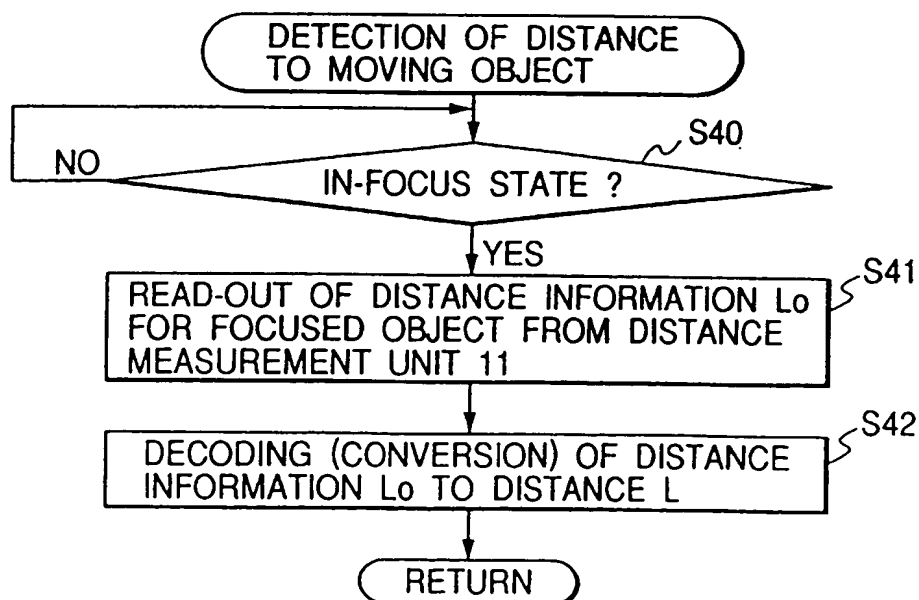 DETECTION OF DISTANCE
TO MOVING OBJECT
S40
NO
IN-FOCUS STATE ?
YES
S41
READ-OUT OF DISTANCE INFORMATION Lo
FOR FOCUSED OBJECT FROM DISTANCE
MEASUREMENT UNIT 11
S42
DECODING (CONVERSION) OF DISTANCE
INFORMATION Lo TO DISTANCE L
RETURN